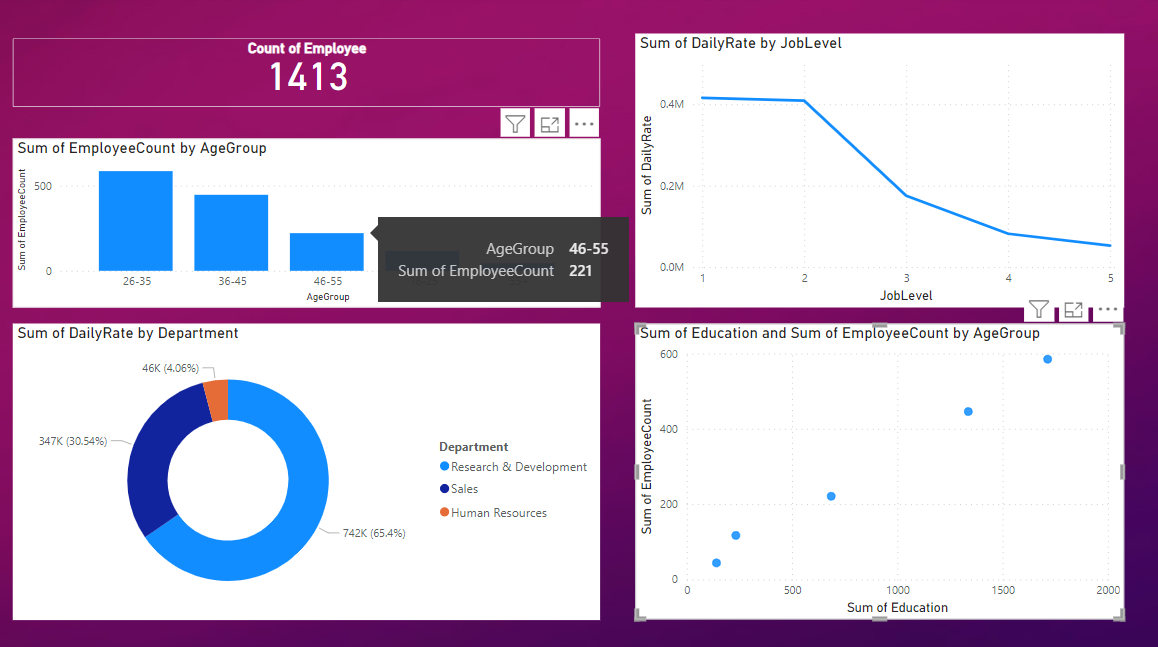 Count of Employee
1413
Sum of EmployeeCount by AgeGroup
Sum of EmployeeCount
500
0
26-35
36-45
46-55
AgeGroup
AgeGroup 46-55
Sum of EmployeeCount 221
Sum of DailyRate by JobLevel
Sum of DailyRate
0.4M
0.2M
0.0M
1
2
3
4
5
JobLevel
Sum of DailyRate by Department
46K (4.06%)
347K (30.54%)
742K (65.4%)
Department
Research & Development
Sales
Human Resources
Sum of Education and Sum of EmployeeCount by AgeGroup
Sum of EmployeeCount
600
400
200
0
0
500
1000
1500
2000
Sum of Education